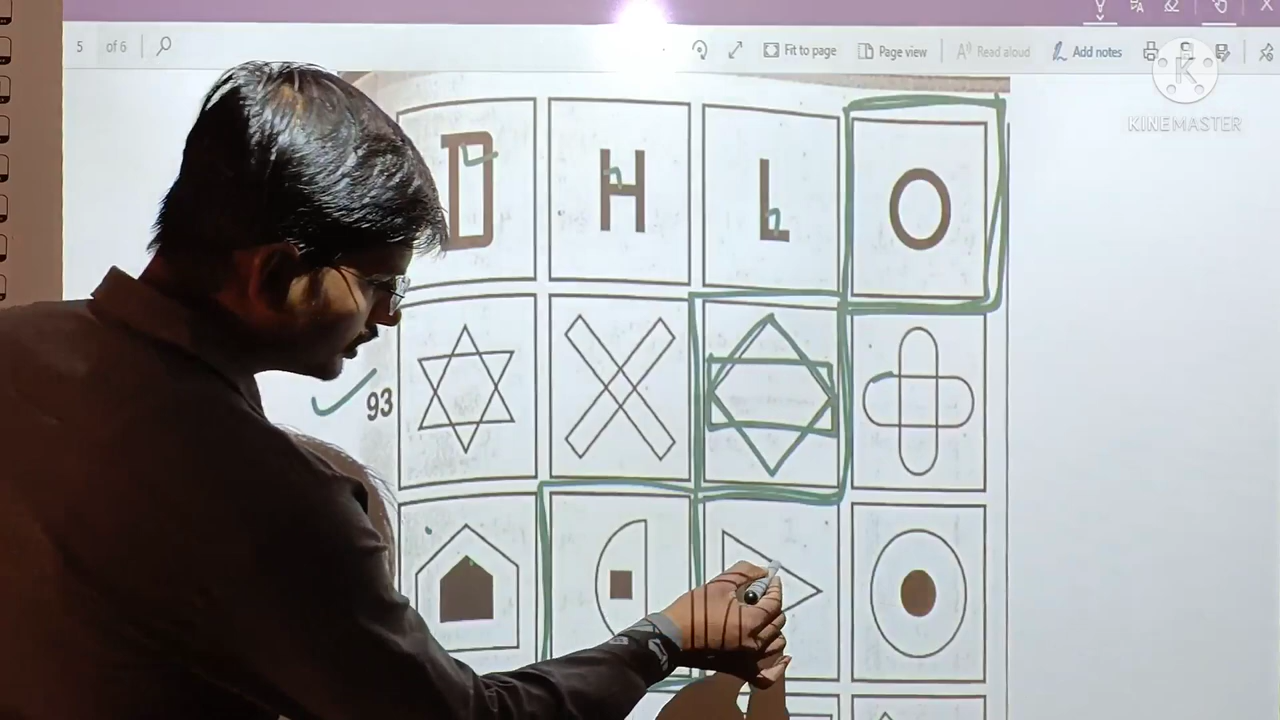 5 of 6 Fit to page Page view Read aloud Add notes
K
KINEMASTER
D H L O
93